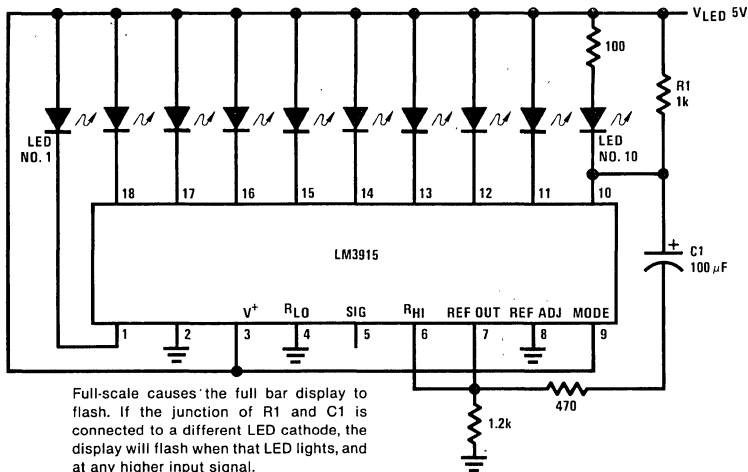 V_LED 5V
100
R1
1k
LED
NO. 1
LED
NO. 10
18 17 16 15 14 13 12 11 10
LM3915
C1
100 µF
+
V+ R_LO SIG R_HI REF OUT REF ADJ MODE
1 2 3 4 5 6 7 8 9
470
1.2k
Full-scale causes the full bar display to
flash. If the junction of R1 and C1 is
connected to a different LED cathode, the
display will flash when that LED lights, and
at any higher input signal.